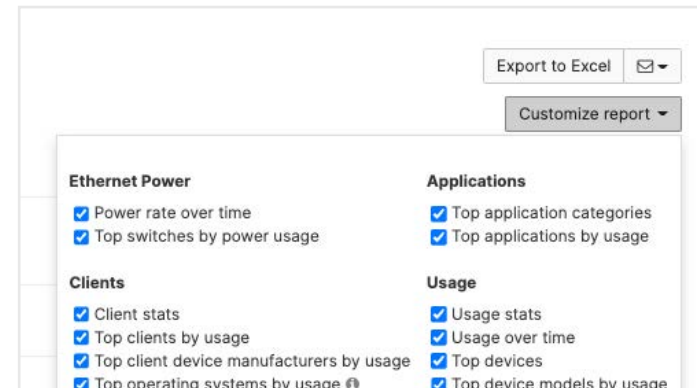 Export to Excel
Customize report
Ethernet Power
Power rate over time
Top switches by power usage
Applications
Top application categories
Top applications by usage
Clients
Client stats
Top clients by usage
Top client device manufacturers by usage
Top operating systems by usage
Usage
Usage stats
Usage over time
Top devices
Top device models by usage